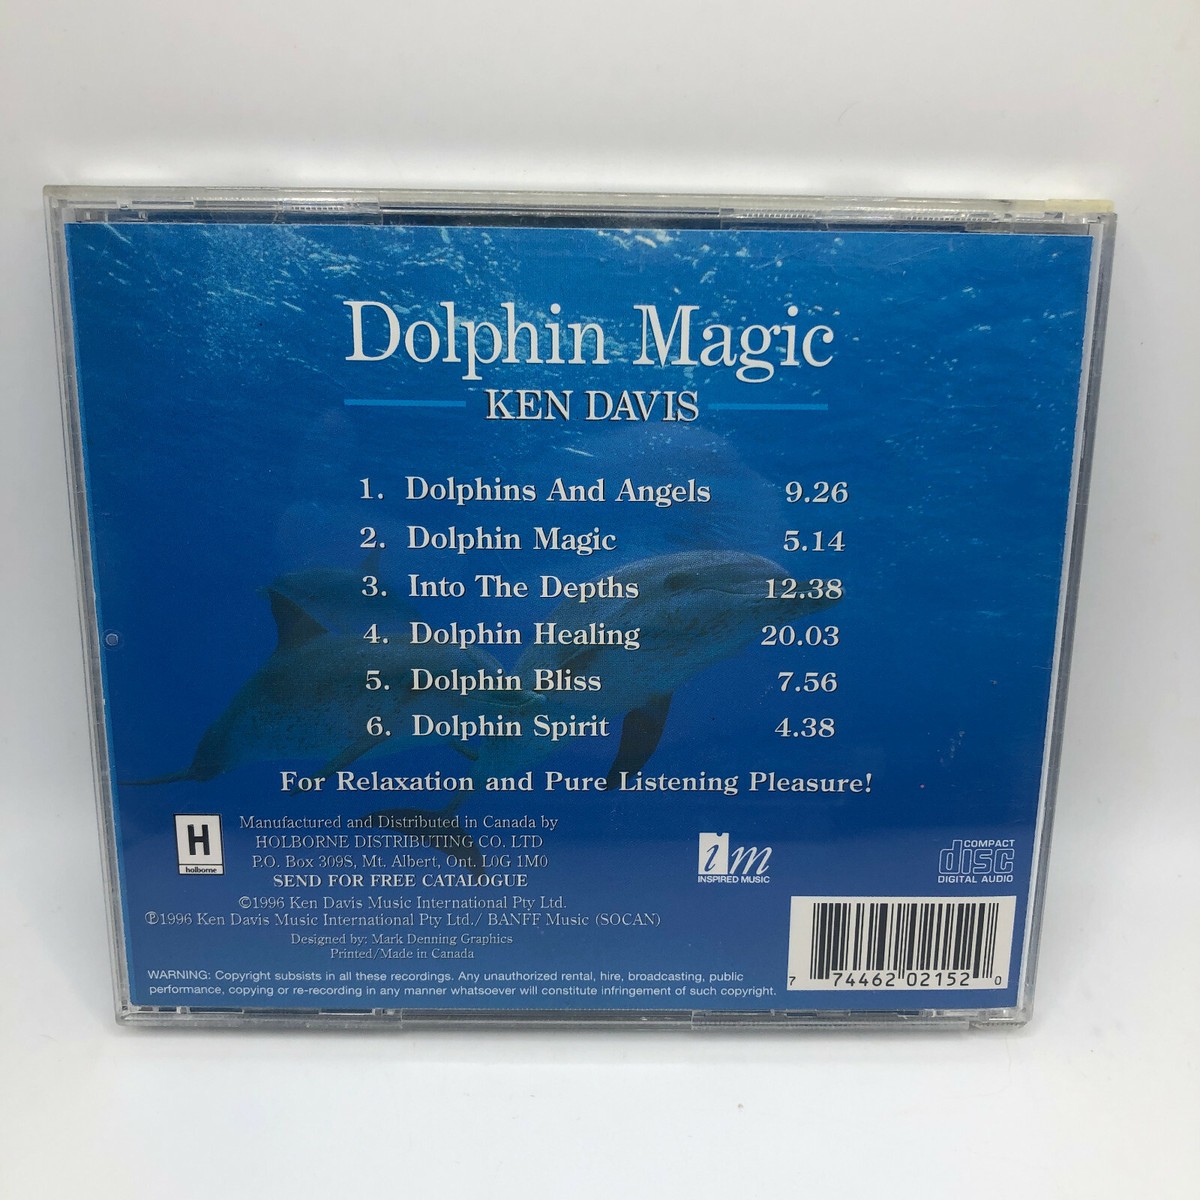 Dolphin Magic
KEN DAVIS
1. Dolphins And Angels 9.26
2. Dolphin Magic 5.14
3. Into The Depths 12.38
4. Dolphin Healing 20.03
5. Dolphin Bliss 7.56
6. Dolphin Spirit 4.38
For Relaxation and Pure Listening Pleasure!
H
holborne
Manufactured and Distributed in Canada by
HOLBORNE DISTRIBUTING CO. LTD
P.O. Box 309S, Mt. Albert, Ont. L0G 1M0
SEND FOR FREE CATALOGUE
im
INSPIRED MUSIC
COMPACT
disc
DIGITAL AUDIO
©1996 Ken Davis Music International Pty Ltd.
℗1996 Ken Davis Music International Pty Ltd./ BANFF Music (SOCAN)
Designed by: Mark Denning Graphics
Printed/Made in Canada
WARNING: Copyright subsists in all these recordings. Any unauthorized rental, hire, broadcasting, public
performance, copying or re-recording in any manner whatsoever will constitute infringement of such copyright.
7 74462 02152 0